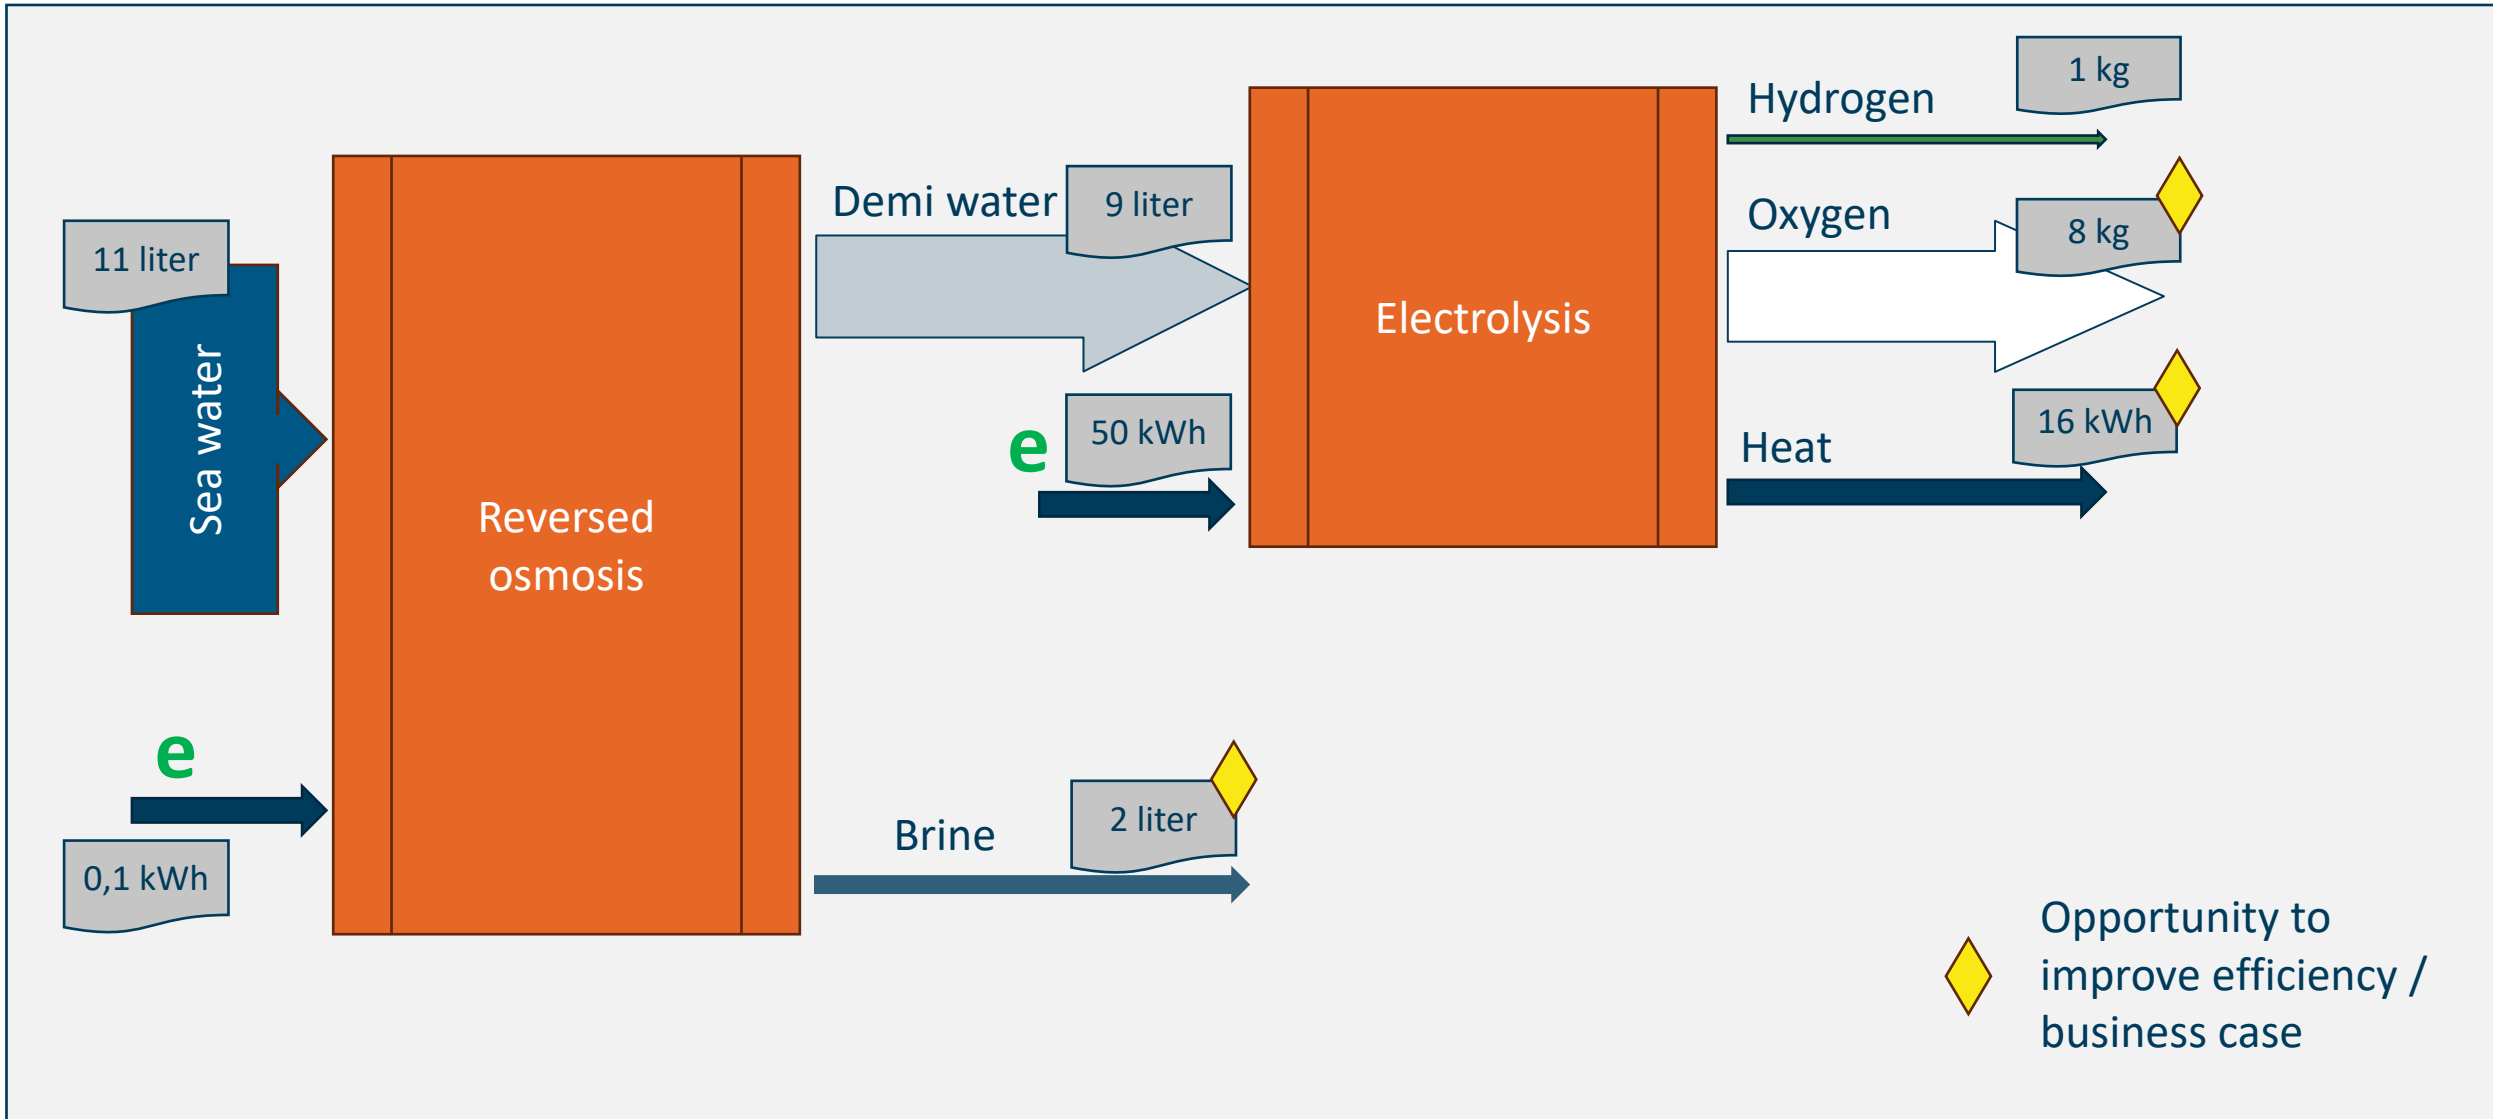 11 liter
Sea water
e
0,1 kWh
Reversed
osmosis
Demi water
9 liter
e
50 kWh
Brine
2 liter
Electrolysis
Hydrogen
1 kg
Oxygen
8 kg
Heat
16 kWh
Opportunity to
improve efficiency /
business case